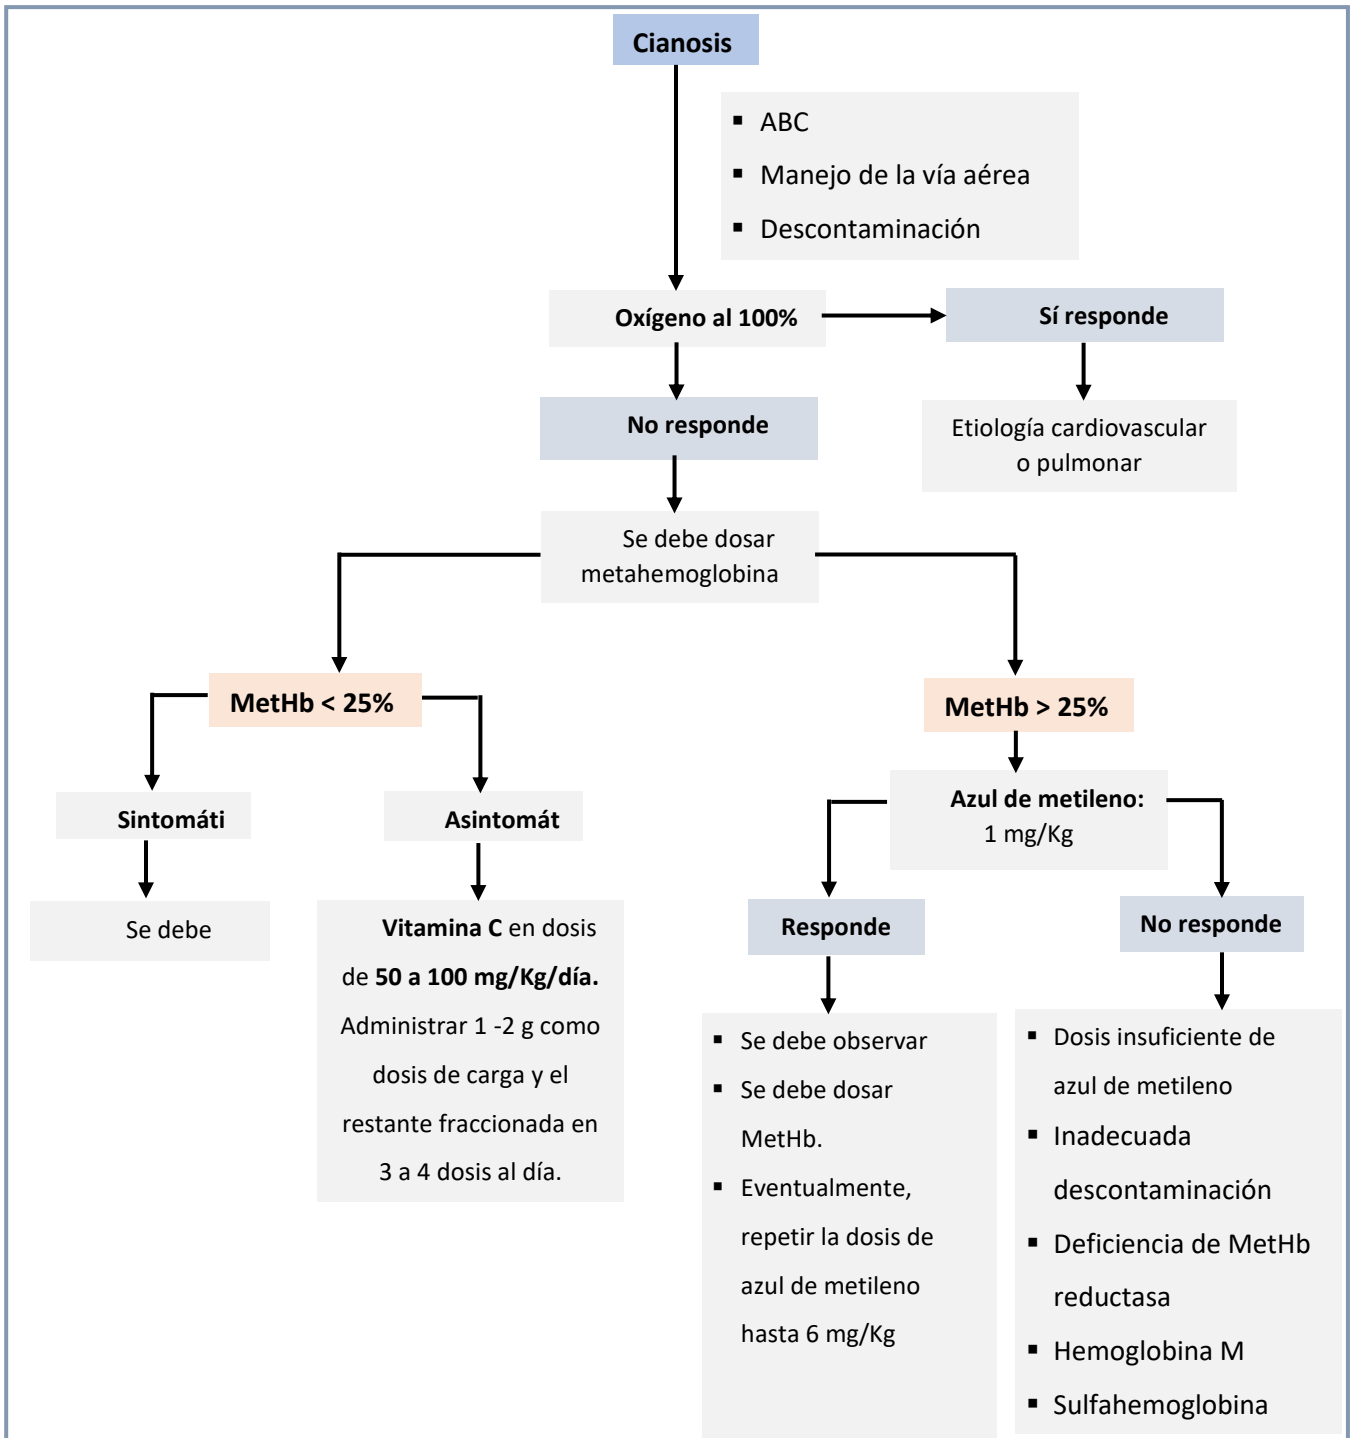 Cianosis
▪ ABC
▪ Manejo de la vía aérea
▪ Descontaminación
Oxígeno al 100%
Sí responde
No responde
Etiología cardiovascular
o pulmonar
Se debe dosar
metahemoglobina
MetHb < 25%
MetHb > 25%
Sintomáti
Asintomát
Azul de metileno:
1 mg/Kg
Se debe
Vitamina C en dosis
de 50 a 100 mg/Kg/día.
Administrar 1 -2 g como
dosis de carga y el
restante fraccionada en
3 a 4 dosis al día.
Responde
No responde
▪ Se debe observar
▪ Se debe dosar
MetHb.
▪ Eventualmente,
repetir la dosis de
azul de metileno
hasta 6 mg/Kg
▪ Dosis insuficiente de
azul de metileno
▪ Inadecuada
descontaminación
▪ Deficiencia de MetHb
reductasa
▪ Hemoglobina M
▪ Sulfahemoglobina